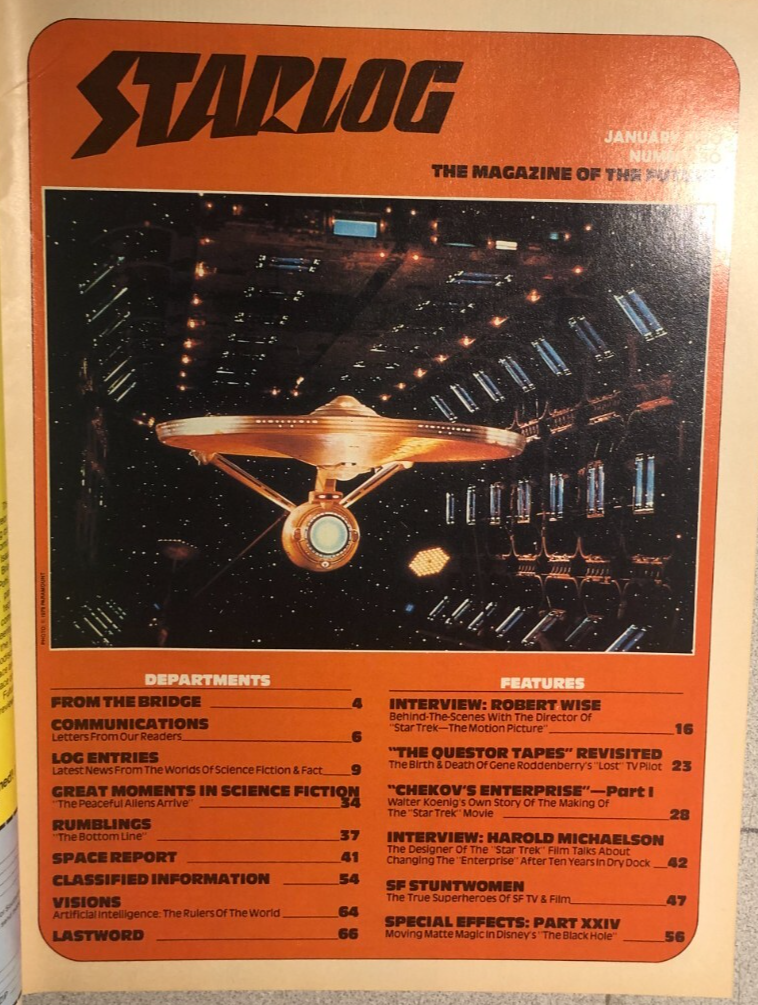 STARLOG
JANUARY
THE MAGAZINE OF THE
PHOTO: © 1979 PARAMOUNT
DEPARTMENTS
FROM THE BRIDGE 4
COMMUNICATIONS
Letters From Our Readers 6
LOG ENTRIES
Latest News From The Worlds Of Science Fiction & Fact 9
GREAT MOMENTS IN SCIENCE FICTION
"The Peaceful Aliens Arrive" 34
RUMBLINGS
"The Bottom Line" 37
SPACE REPORT 41
CLASSIFIED INFORMATION 54
VISIONS
Artificial Intelligence: The Rulers Of The World 64
LASTWORD 66
FEATURES
INTERVIEW: ROBERT WISE
Behind-The-Scenes With The Director Of
"Star Trek—The Motion Picture" 16
"THE QUESTOR TAPES" REVISITED
The Birth & Death Of Gene Roddenberry's "Lost" TV Pilot 23
"CHEKOV'S ENTERPRISE"—Part I
Walter Koenig's Own Story Of The Making Of
The "Star Trek" Movie 28
INTERVIEW: HAROLD MICHAELSON
The Designer Of The "Star Trek" Film Talks About
Changing The "Enterprise" After Ten Years In Dry Dock 42
SF STUNTWOMEN
The True Superheroes Of SF TV & Film 47
SPECIAL EFFECTS: PART XXIV
Moving Matte Magic In Disney's "The Black Hole" 56